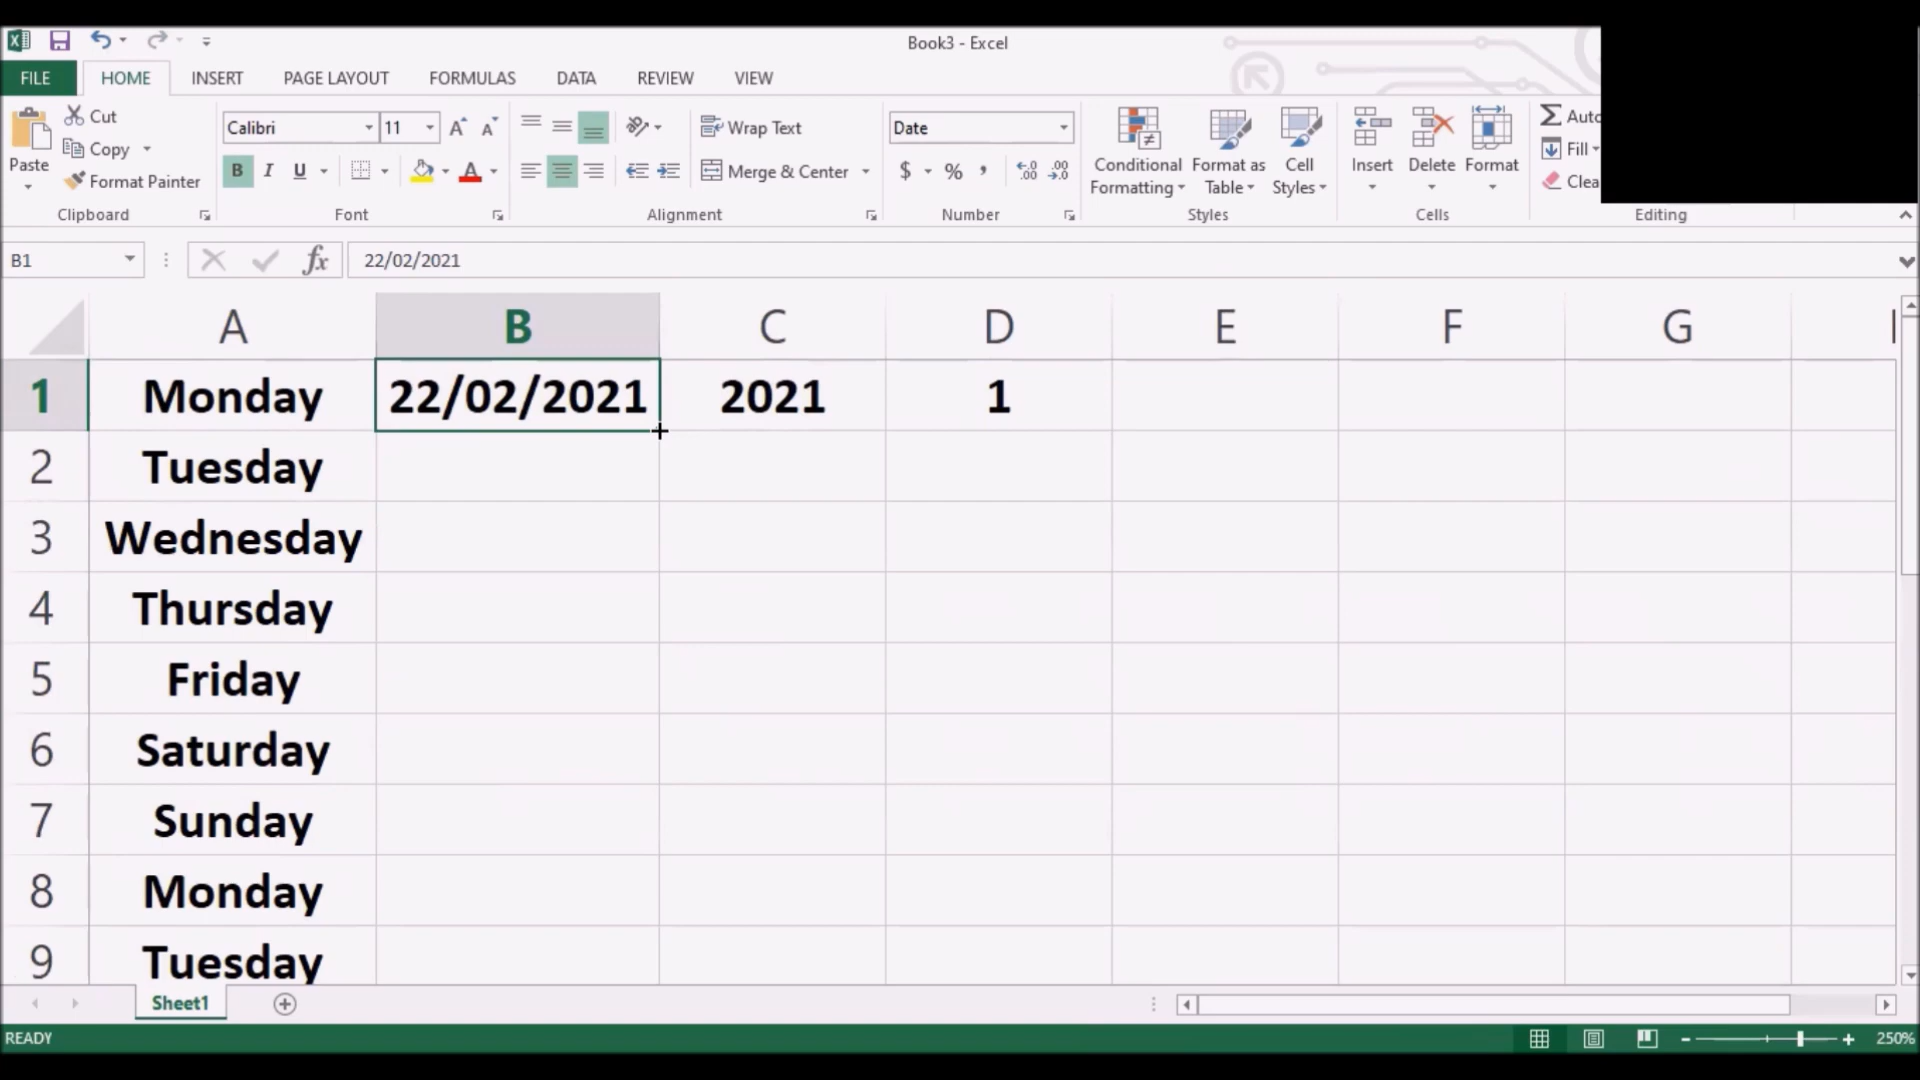 Book3 - Excel
FILE HOME INSERT PAGE LAYOUT FORMULAS DATA REVIEW VIEW
Paste Cut Copy Format Painter Clipboard
Calibri 11 B I U A Font
Wrap Text Merge & Center Alignment
Date $ % , .00 .00 Number
Conditional Formatting Format as Table Cell Styles Styles
Insert Delete Format Cells
Σ Fill Editing
B1 fx 22/02/2021
A B C D E F G
1 Monday 22/02/2021 2021 1
2 Tuesday
3 Wednesday
4 Thursday
5 Friday
6 Saturday
7 Sunday
8 Monday
9 Tuesday
Sheet1
READY 250%